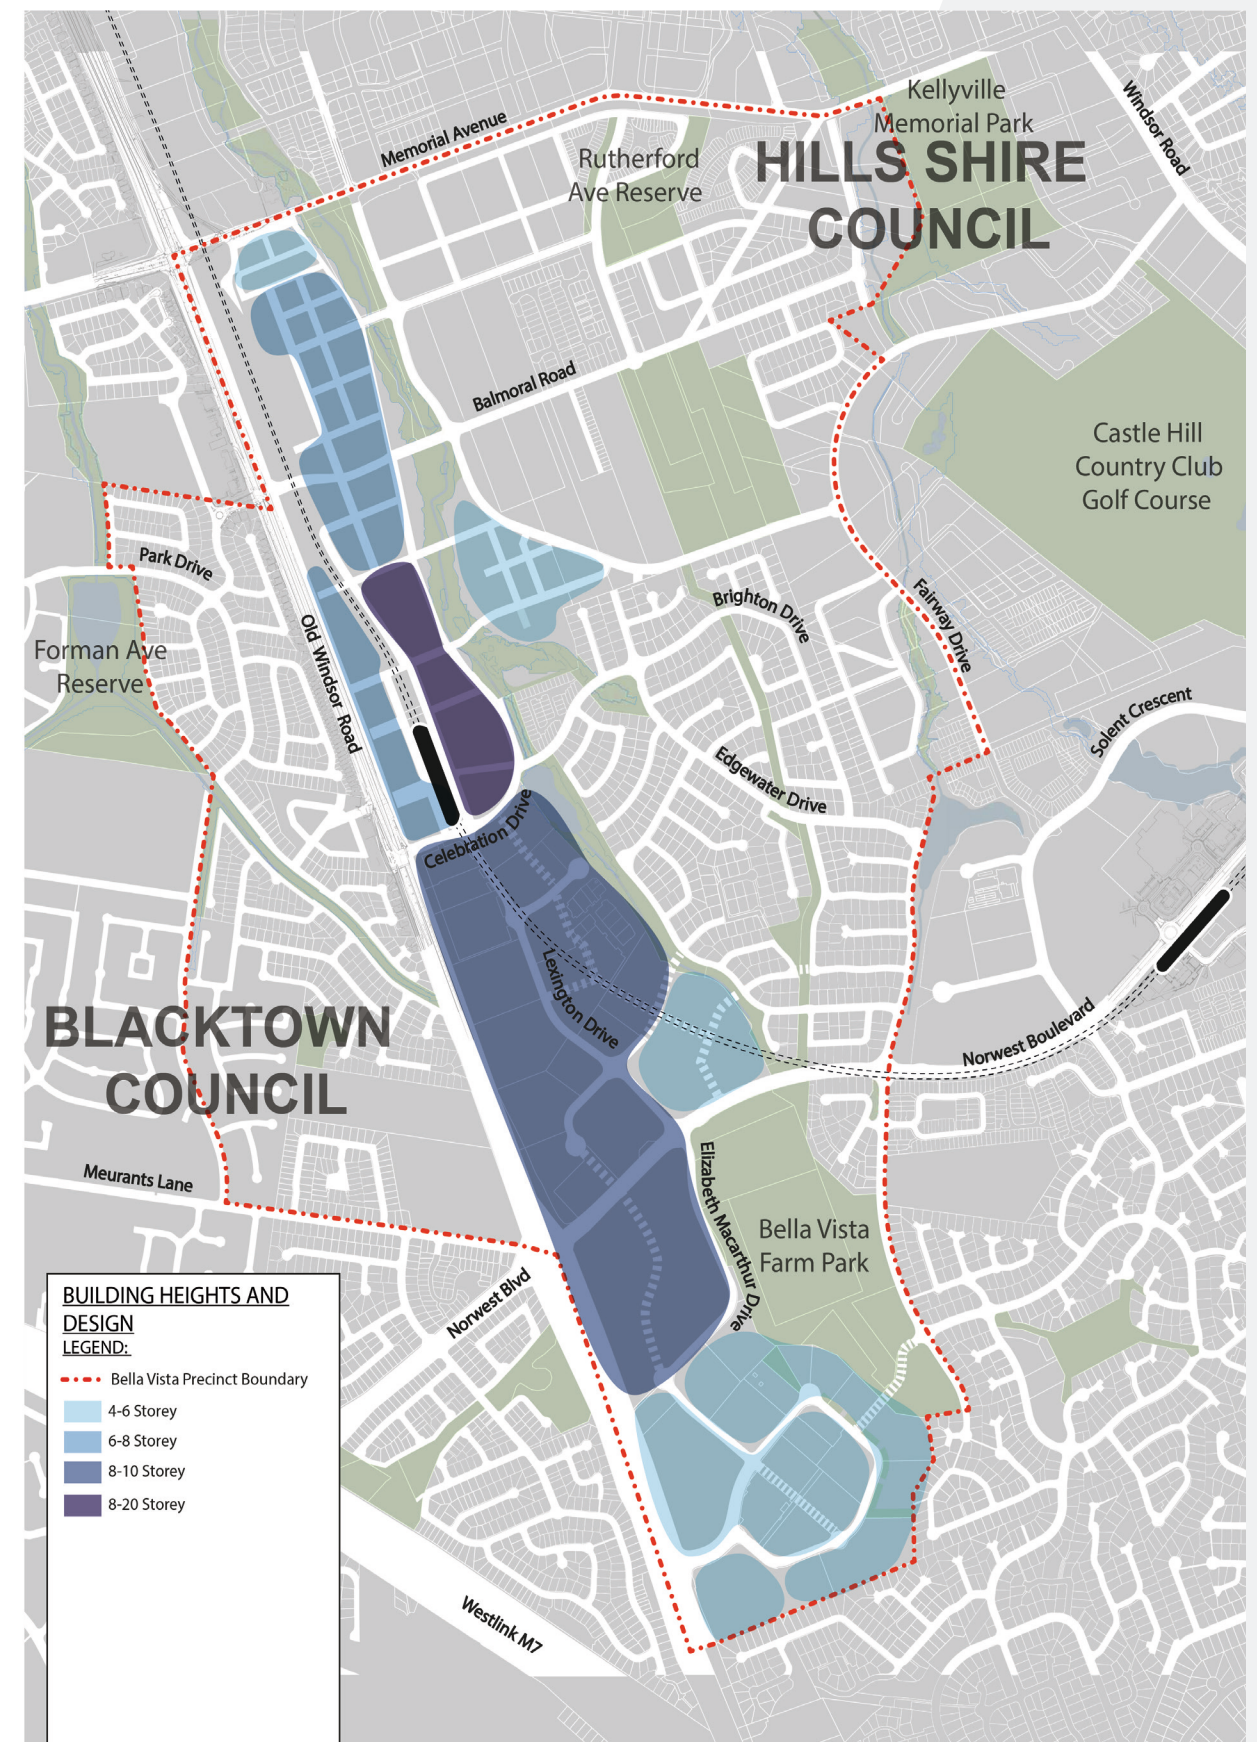 Kellyville
Memorial Park
Windsor Road
Memorial Avenue
Rutherford
Ave Reserve
HILLS SHIRE
COUNCIL
Balmoral Road
Castle Hill
Country Club
Golf Course
Park Drive
Brighton Drive
Fairway Drive
Forman Ave
Reserve
Old Windsor Road
Solent Crescent
Edgewater Drive
Celebration Drive
Lexington Drive
BLACKTOWN
COUNCIL
Norwest Boulevard
Meurants Lane
Elizabeth Macarthur Drive
Bella Vista
Farm Park
Norwest Blvd
BUILDING HEIGHTS AND
DESIGN
LEGEND:
Bella Vista Precinct Boundary
4-6 Storey
6-8 Storey
8-10 Storey
8-20 Storey
Westlink M7